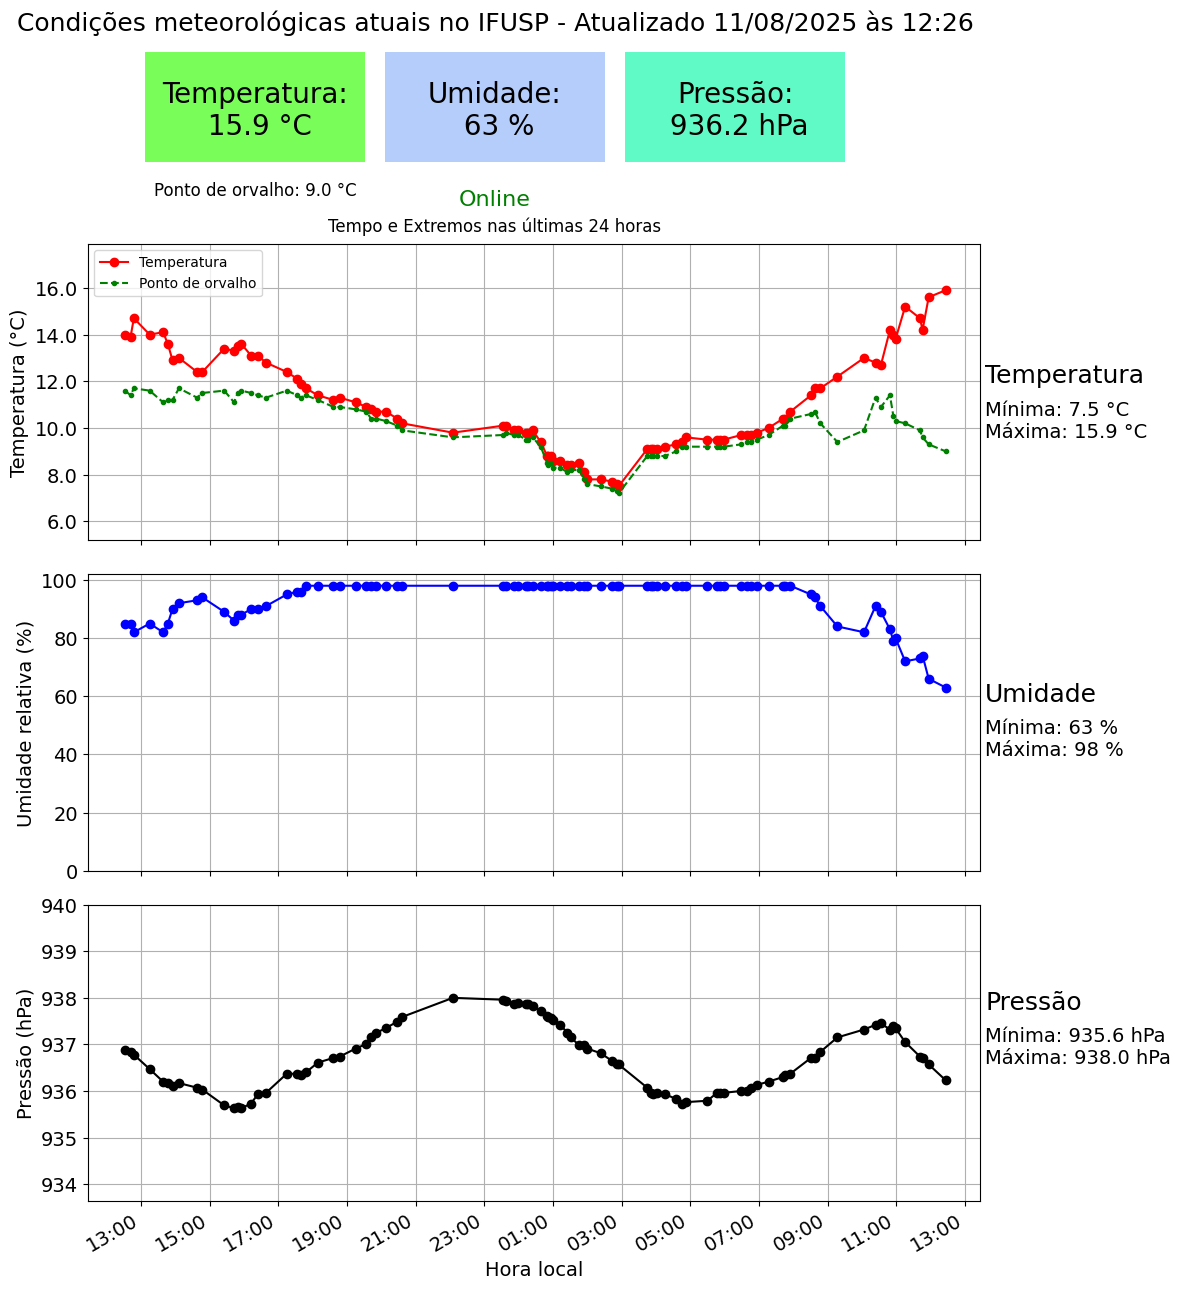 Condições meteorológicas atuais no IFUSP - Atualizado 11/08/2025 às 12:26
Temperatura:
15.9 °C
Umidade:
63 %
Pressão:
936.2 hPa
Ponto de orvalho: 9.0 °C
Online
Tempo e Extremos nas últimas 24 horas
Temperatura
Ponto de orvalho
Temperatura (°C)
16.0
14.0
12.0
10.0
8.0
6.0
Temperatura
Mínima: 7.5 °C
Máxima: 15.9 °C
Umidade relativa (%)
100
80
60
40
20
0
Umidade
Mínima: 63 %
Máxima: 98 %
Pressão (hPa)
940
939
938
937
936
935
934
Pressão
Mínima: 935.6 hPa
Máxima: 938.0 hPa
13:00
15:00
17:00
19:00
21:00
23:00
01:00
03:00
05:00
07:00
09:00
11:00
13:00
Hora local